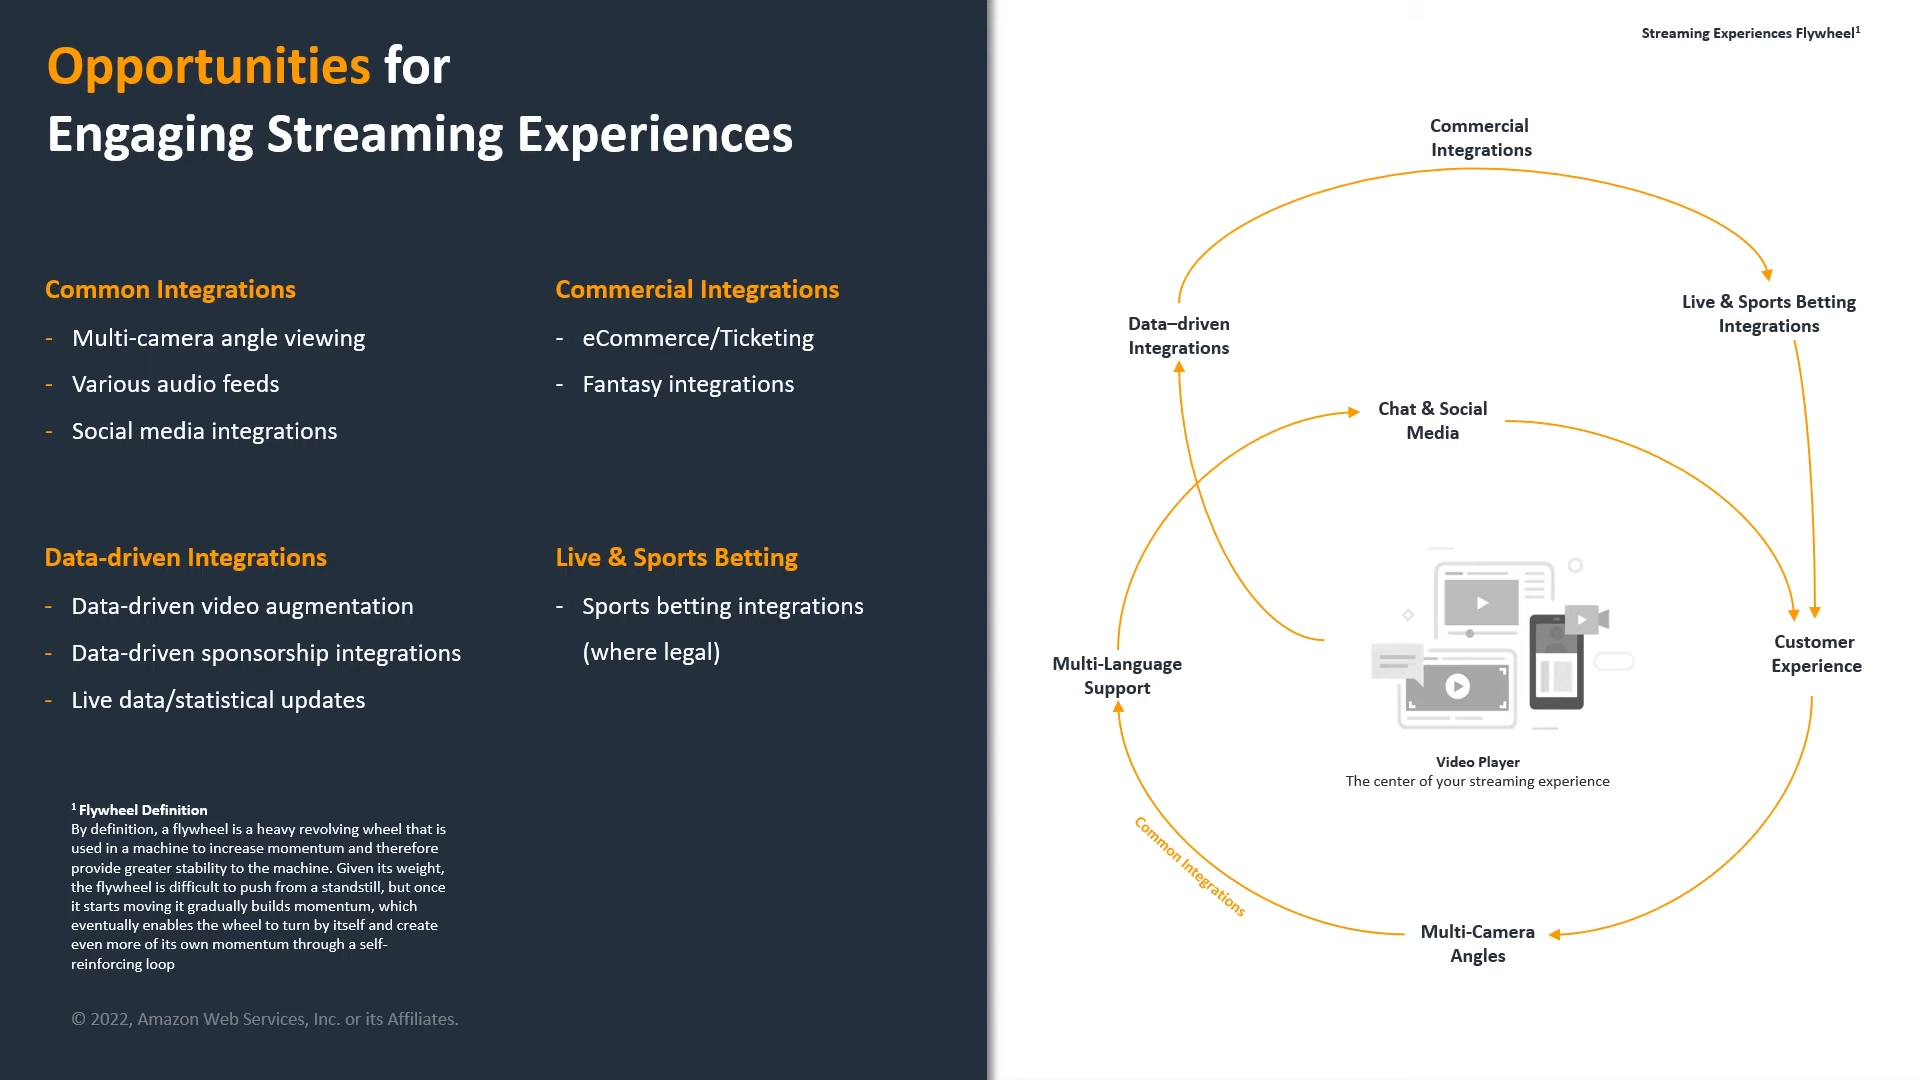 Opportunities for
Engaging Streaming Experiences
Common Integrations
- Multi-camera angle viewing
- Various audio feeds
- Social media integrations
Commercial Integrations
- eCommerce/Ticketing
- Fantasy integrations
Data-driven Integrations
- Data-driven video augmentation
- Data-driven sponsorship integrations
- Live data/statistical updates
Live & Sports Betting
- Sports betting integrations
(where legal)
1 Flywheel Definition
By definition, a flywheel is a heavy revolving wheel that is
used in a machine to increase momentum and therefore
provide greater stability to the machine. Given its weight,
the flywheel is difficult to push from a standstill, but once
it starts moving it gradually builds momentum, which
eventually enables the wheel to turn by itself and create
even more of its own momentum through a self-
reinforcing loop
© 2022, Amazon Web Services, Inc. or its Affiliates.
Streaming Experiences Flywheel1
Commercial
Integrations
Live & Sports Betting
Integrations
Data–driven
Integrations
Chat & Social
Media
Customer
Experience
Multi-Language
Support
Video Player
The center of your streaming experience
Common Integrations
Multi-Camera
Angles